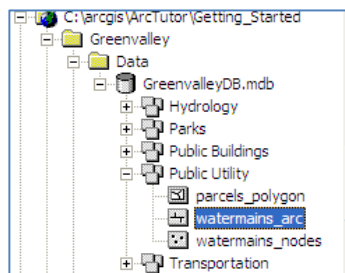 C:\arcgis\ArcTutor\Getting_Started
Greenvalley
Data
GreenvalleyDB.mdb
Hydrology
Parks
Public Buildings
Public Utility
parcels_polygon
watermains_arc
watermains_nodes
Transportation